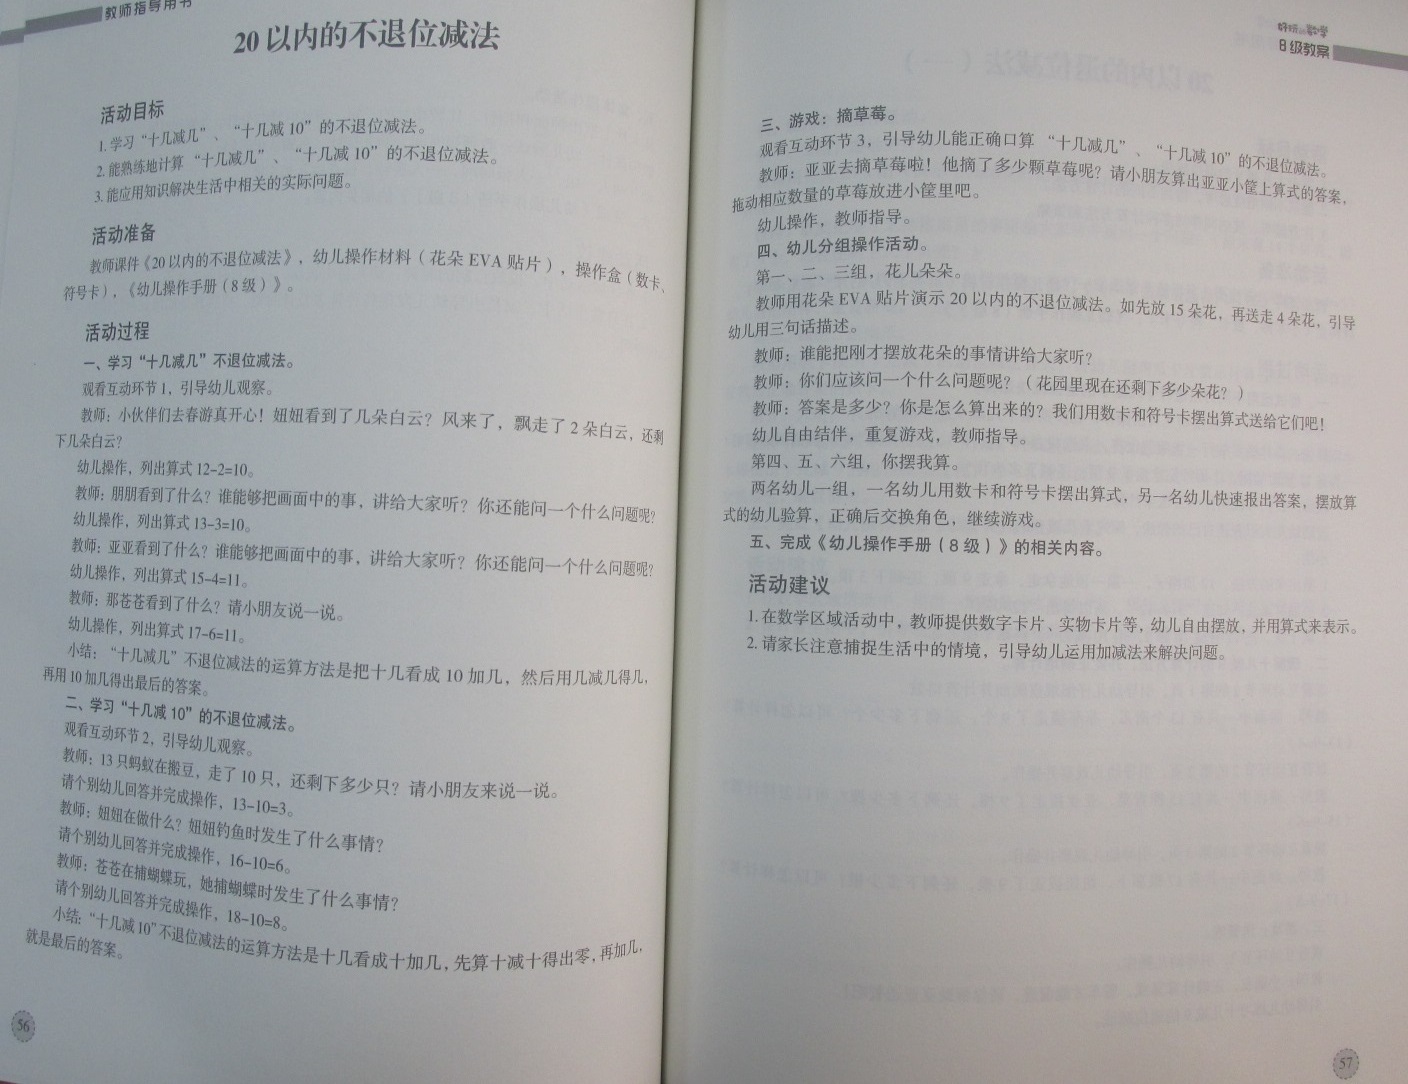 教师指导用书
20以内的不退位减法
活动目标
1.学习“十几减几”、“十几减10”的不退位减法。
2.能熟练地计算“十几减几”、“十几减10”的不退位减法。
3.能应用知识解决生活中相关的实际问题。
活动准备
教师课件《20以内的不退位减法》，幼儿操作材料（花朵EVA贴片），操作盒（数卡、
符号卡），《幼儿操作手册（8级）》。
活动过程
一、学习“十几减几”不退位减法。
观看互动环节1，引导幼儿观察。
教师：小伙伴们去春游真开心！妞妞看到了几朵白云？风来了，飘走了2朵白云，还剩
下几朵白云？
幼儿操作，列出算式12-2=10。
教师：朋朋看到了什么？谁能够把画面中的事，讲给大家听？你还能问一个什么问题呢？
幼儿操作，列出算式13-3=10。
教师：亚亚看到了什么？谁能够把画面中的事，讲给大家听？你还能问一个什么问题呢？
幼儿操作，列出算式15-4=11。
教师：那苍苍看到了什么？请小朋友说一说。
幼儿操作，列出算式17-6=11。
小结：“十几减几”不退位减法的运算方法是把十几看成10加几，然后用几减几得几，
再用10加几得出最后的答案。
二、学习“十几减10”的不退位减法。
观看互动环节2，引导幼儿观察。
教师：13只蚂蚁在搬豆，走了10只，还剩下多少只？请小朋友来说一说。
请个别幼儿回答并完成操作，13-10=3。
教师：妞妞在做什么？妞妞钓鱼时发生了什么事情？
请个别幼儿回答并完成操作，16-10=6。
教师：苍苍在捕蝴蝶玩，她捕蝴蝶时发生了什么事情？
请个别幼儿回答并完成操作，18-10=8。
小结：“十几减10”不退位减法的运算方法是十几看成十加几，先算十减十得出零，再加几，
就是最后的答案。
56
好玩的数学
8级教案
三、游戏：摘草莓。
观看互动环节3，引导幼儿能正确口算“十几减几”、“十几减10”的不退位减法。
教师：亚亚去摘草莓啦！他摘了多少颗草莓呢？请小朋友算出亚亚小筐上算式的答案，
拖动相应数量的草莓放进小筐里吧。
幼儿操作，教师指导。
四、幼儿分组操作活动。
第一、二、三组，花儿朵朵。
教师用花朵EVA贴片演示20以内的不退位减法。如先放15朵花，再送走4朵花，引导
幼儿用三句话描述。
教师：谁能把刚才摆放花朵的事情讲给大家听？
教师：你们应该问一个什么问题呢？（花园里现在还剩下多少朵花？）
教师：答案是多少？你是怎么算出来的？我们用数卡和符号卡摆出算式送给它们吧！
幼儿自由结伴，重复游戏，教师指导。
第四、五、六组，你摆我算。
两名幼儿一组，一名幼儿用数卡和符号卡摆出算式，另一名幼儿快速报出答案，摆放算
式的幼儿验算，正确后交换角色，继续游戏。
五、完成《幼儿操作手册（8级）》的相关内容。
活动建议
1.在数学区域活动中，教师提供数字卡片、实物卡片等，幼儿自由摆放，并用算式来表示。
2.请家长注意捕捉生活中的情境，引导幼儿运用加减法来解决问题。
57